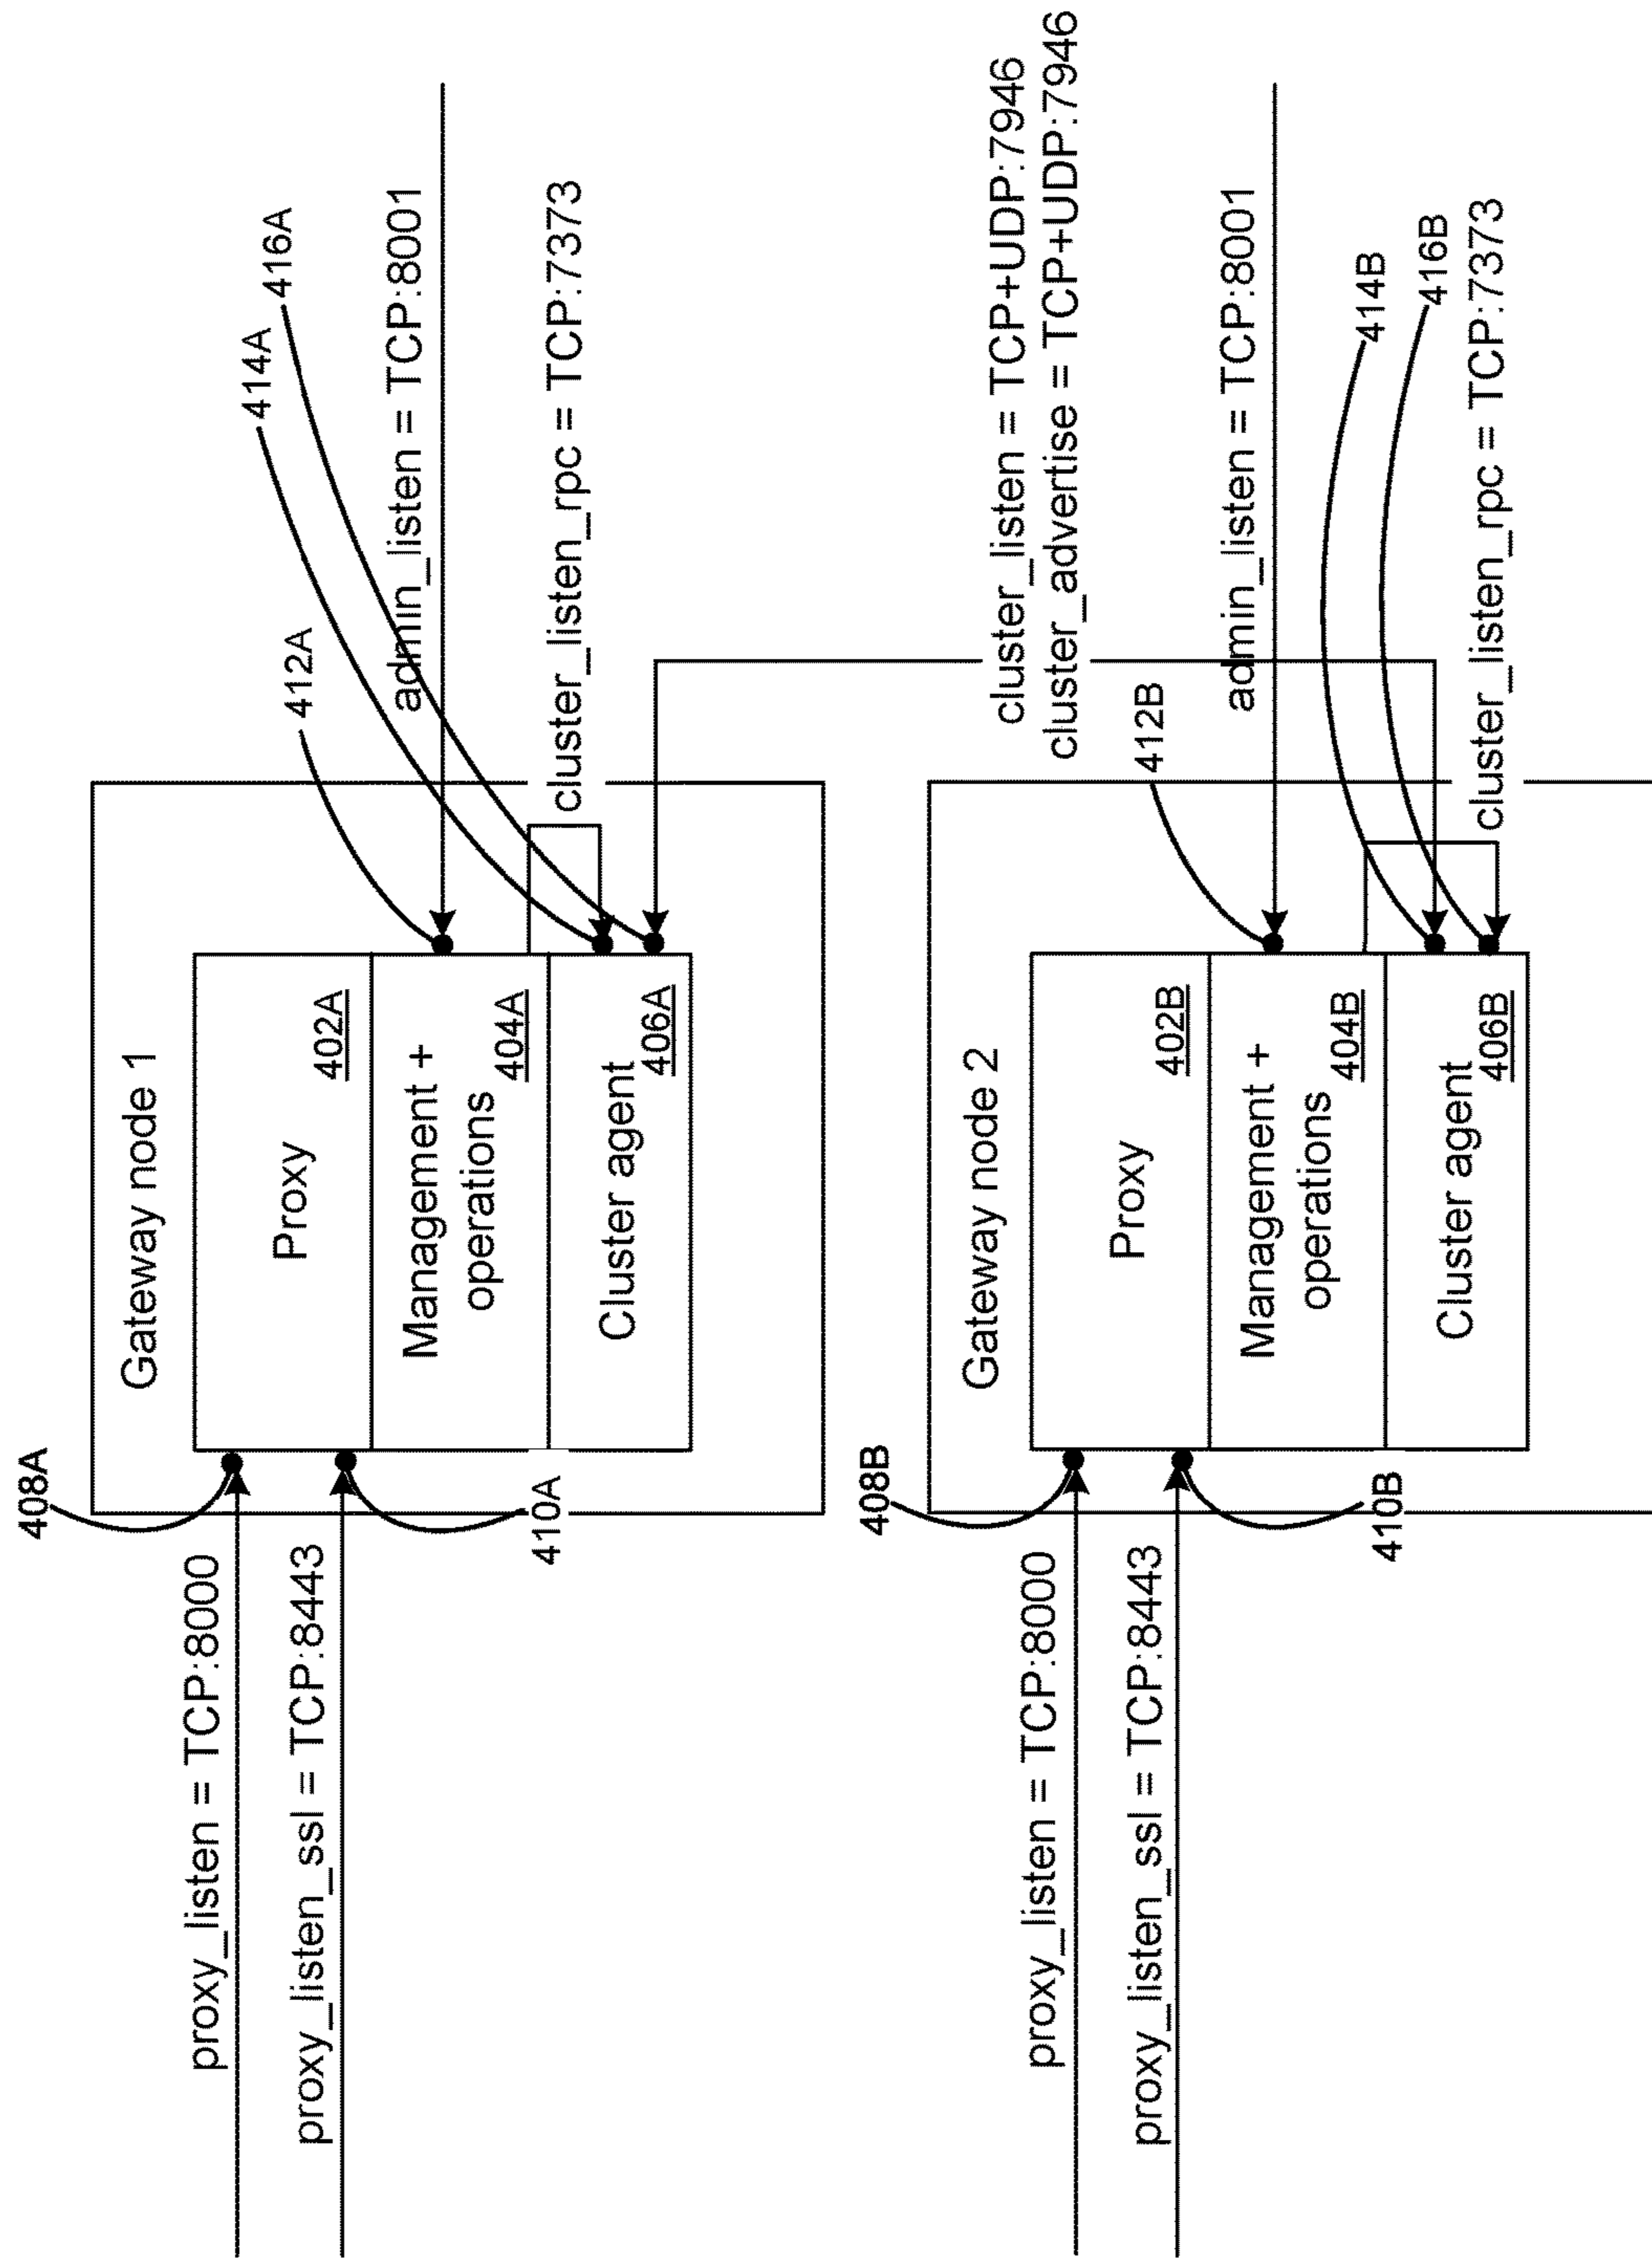 408A
proxy_listen = TCP:8000
proxy_listen_ssl = TCP:8443
410A
Gateway node 1
Proxy
402A
Management +
operations
404A
Cluster agent
406A
412A
414A
416A
admin_listen = TCP:8001
cluster_listen_rpc = TCP:7373
cluster_listen = TCP+UDP:7946
cluster_advertise = TCP+UDP:7946
408B
proxy_listen = TCP:8000
proxy_listen_ssl = TCP:8443
410B
Gateway node 2
Proxy
402B
Management +
operations
404B
Cluster agent
406B
412B
admin_listen = TCP:8001
414B
416B
cluster_listen_rpc = TCP:7373